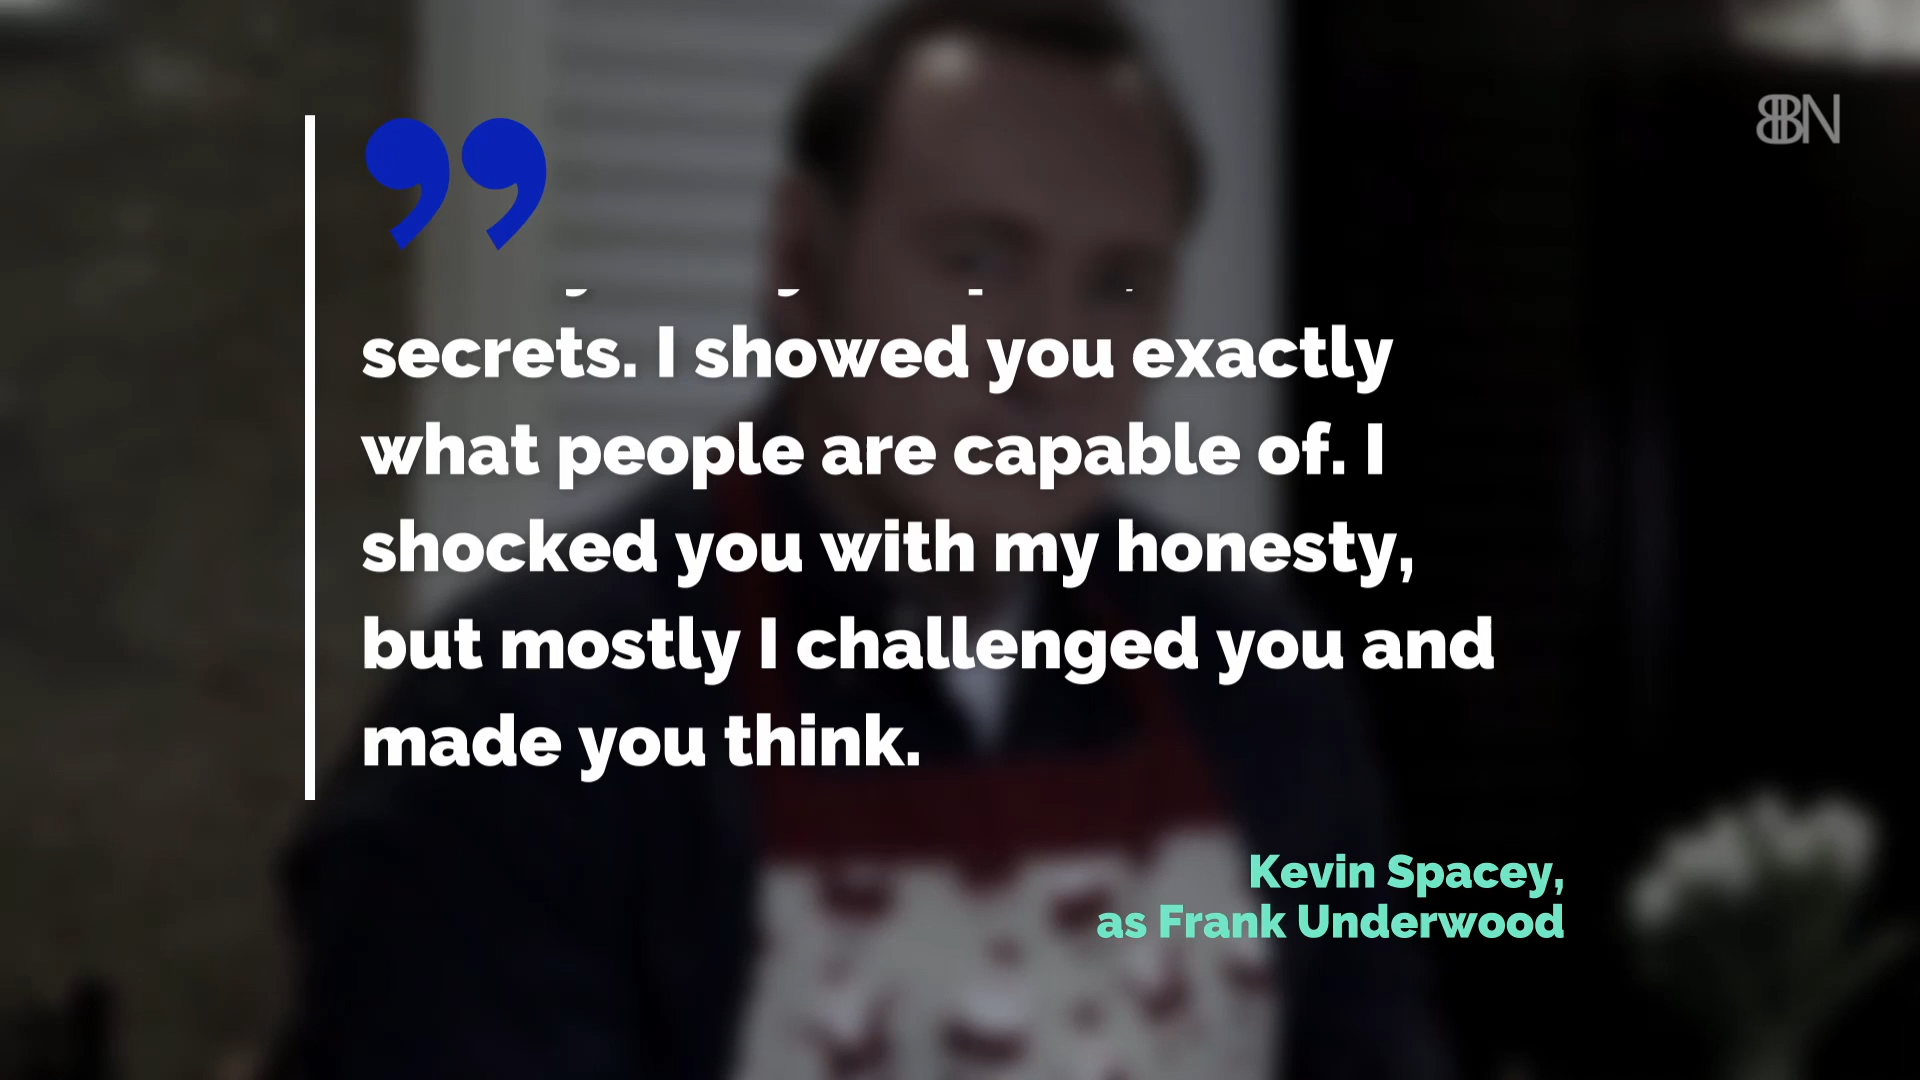 BBN
secrets. I showed you exactly
what people are capable of. I
shocked you with my honesty,
but mostly I challenged you and
made you think.
Kevin Spacey,
as Frank Underwood